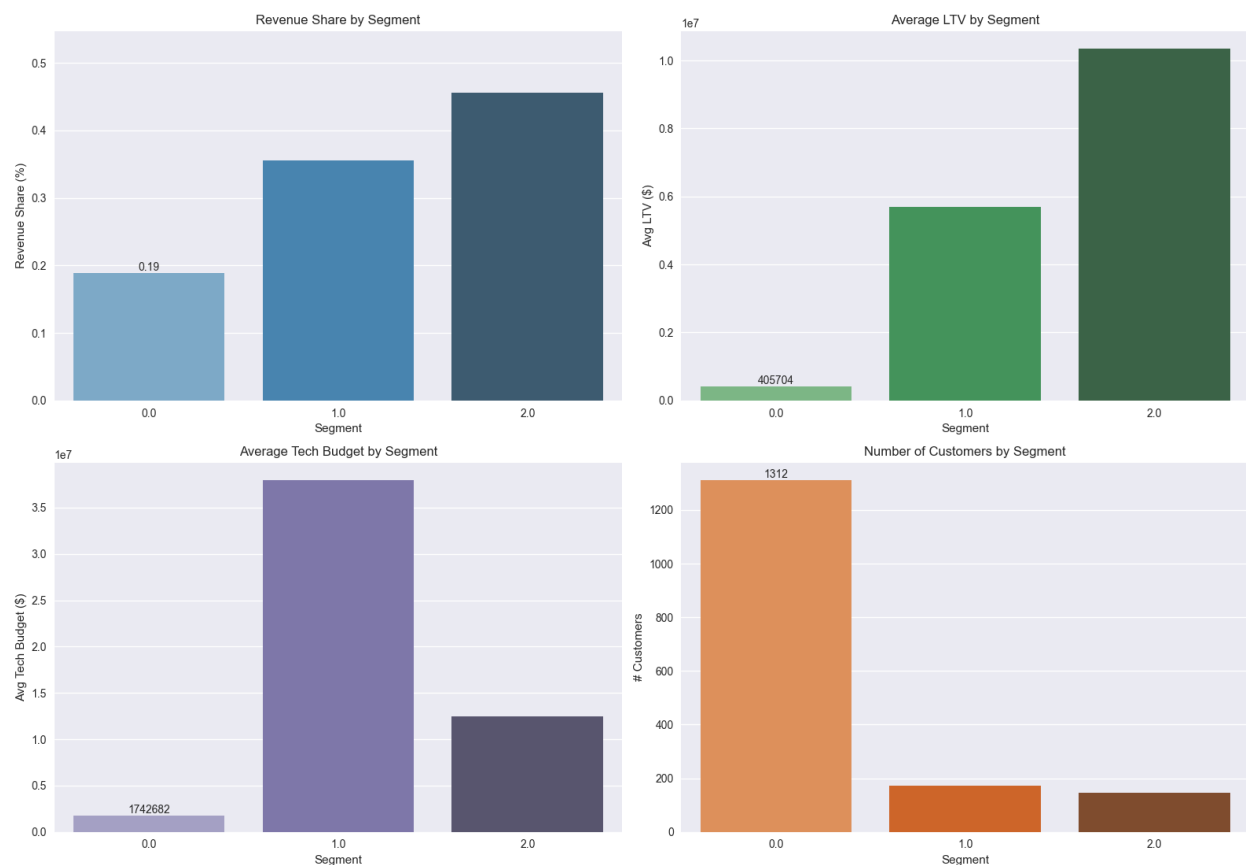 Revenue Share by Segment
Revenue Share (%)
0.5
0.4
0.3
0.2
0.1
0.0
0.19
0.0 1.0 2.0
Segment
Average LTV by Segment
1e7
Avg LTV ($)
1.0
0.8
0.6
0.4
0.2
0.0
405704
0.0 1.0 2.0
Segment
Average Tech Budget by Segment
1e7
Avg Tech Budget ($)
3.5
3.0
2.5
2.0
1.5
1.0
0.5
0.0
1742682
0.0 1.0 2.0
Segment
Number of Customers by Segment
# Customers
1200
1000
800
600
400
200
0
1312
0.0 1.0 2.0
Segment